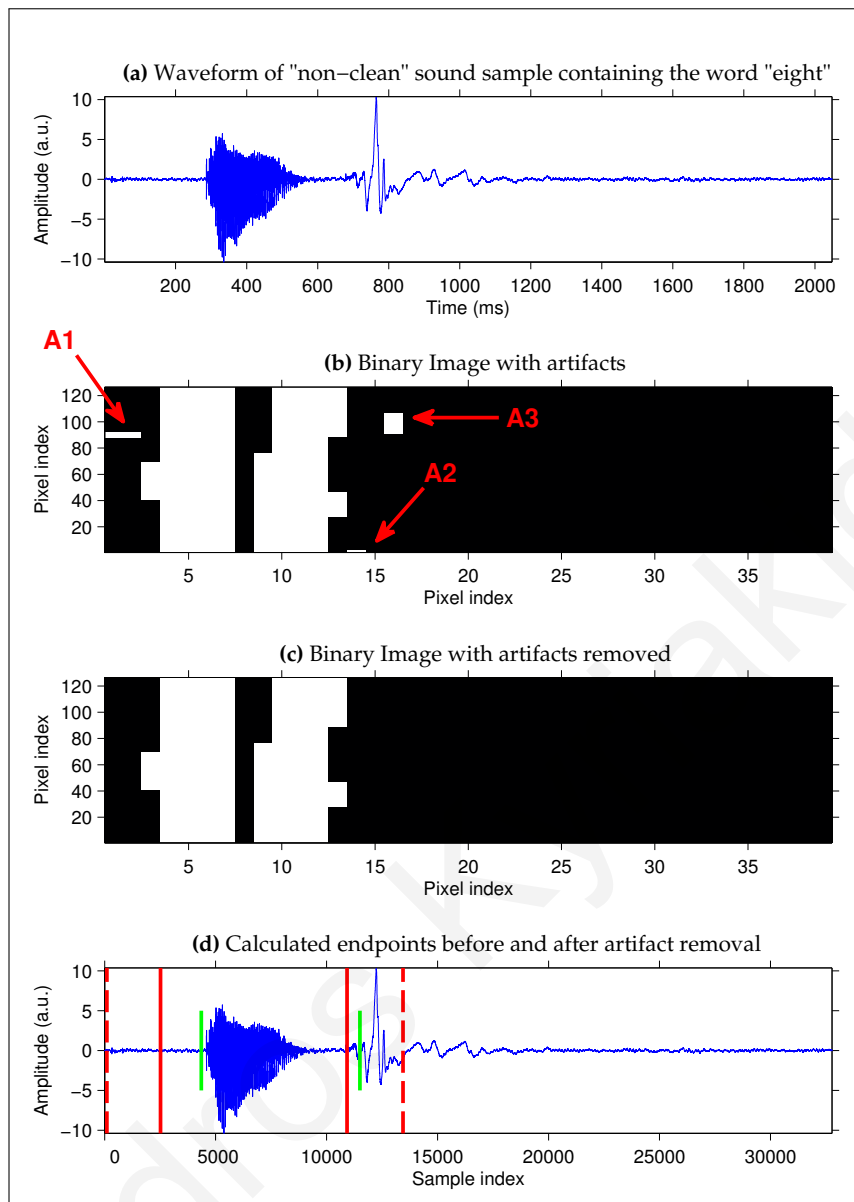 (a) Waveform of "non−clean" sound sample containing the word "eight"
10
5
0
−5
−10
Amplitude (a.u.)
200 400 600 800 1000 1200 1400 1600 1800 2000
Time (ms)
A1
(b) Binary Image with artifacts
120
100
80
60
40
20
Pixel index
A3
A2
5 10 15 20 25 30 35
Pixel index
(c) Binary Image with artifacts removed
120
100
80
60
40
20
Pixel index
5 10 15 20 25 30 35
Pixel index
(d) Calculated endpoints before and after artifact removal
10
5
0
−5
−10
Amplitude (a.u.)
0 5000 10000 15000 20000 25000 30000
Sample index